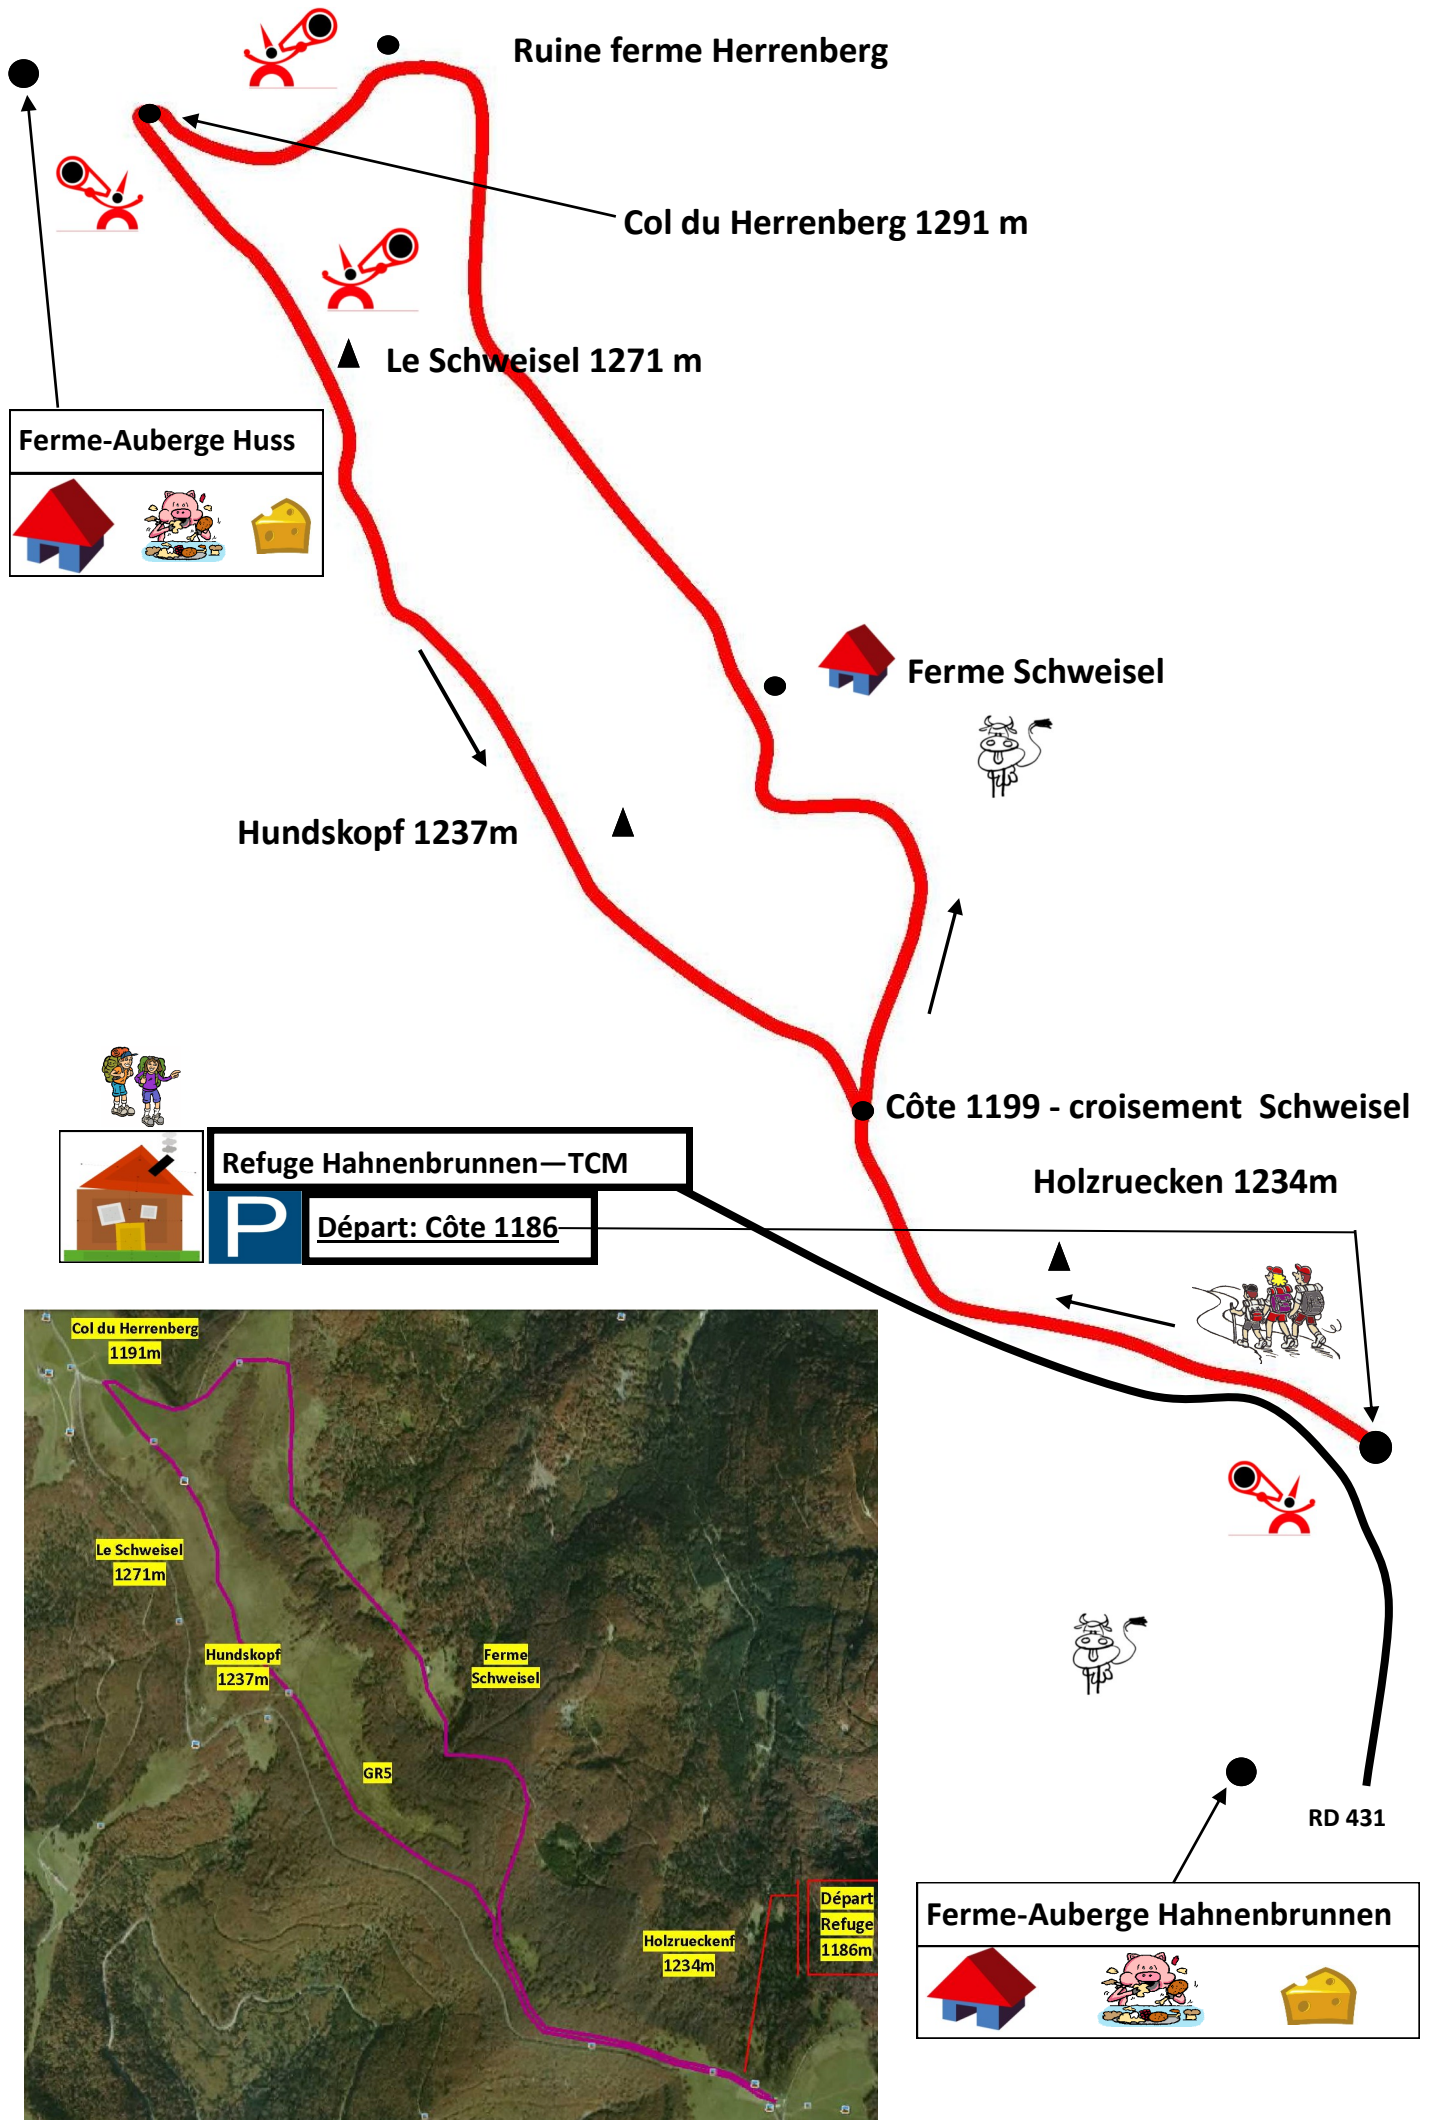 Ruine ferme Herrenberg
Col du Herrenberg 1291 m
Le Schweisel 1271 m
Ferme-Auberge Huss
Ferme Schweisel
Hundskopf 1237m
Côte 1199 - croisement Schweisel
Refuge Hahnenbrunnen—TCM
Holzruecken 1234m
P
Départ: Côte 1186
Col du Herrenberg
1191m
Le Schweisel
1271m
Hundskopf
1237m
Ferme
Schweisel
GR5
Holzrueckenf
1234m
Départ
Refuge
1186m
RD 431
Ferme-Auberge Hahnenbrunnen